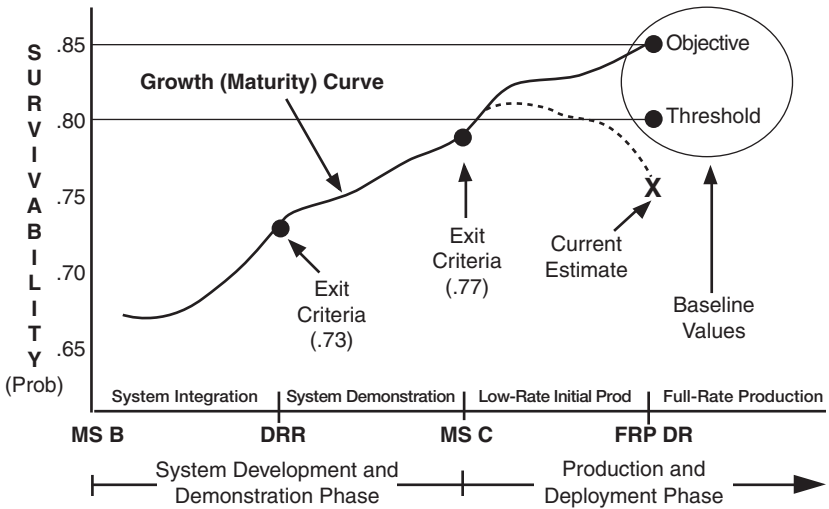 SURVIVABILITY
(Prob)
.85
.80
.75
.70
.65
Growth (Maturity) Curve
Objective
Threshold
Exit
Criteria
(.73)
Exit
Criteria
(.77)
X
Current
Estimate
Baseline
Values
System Integration
System Demonstration
Low-Rate Initial Prod
Full-Rate Production
MS B
DRR
MS C
FRP DR
System Development and
Demonstration Phase
Production and
Deployment Phase